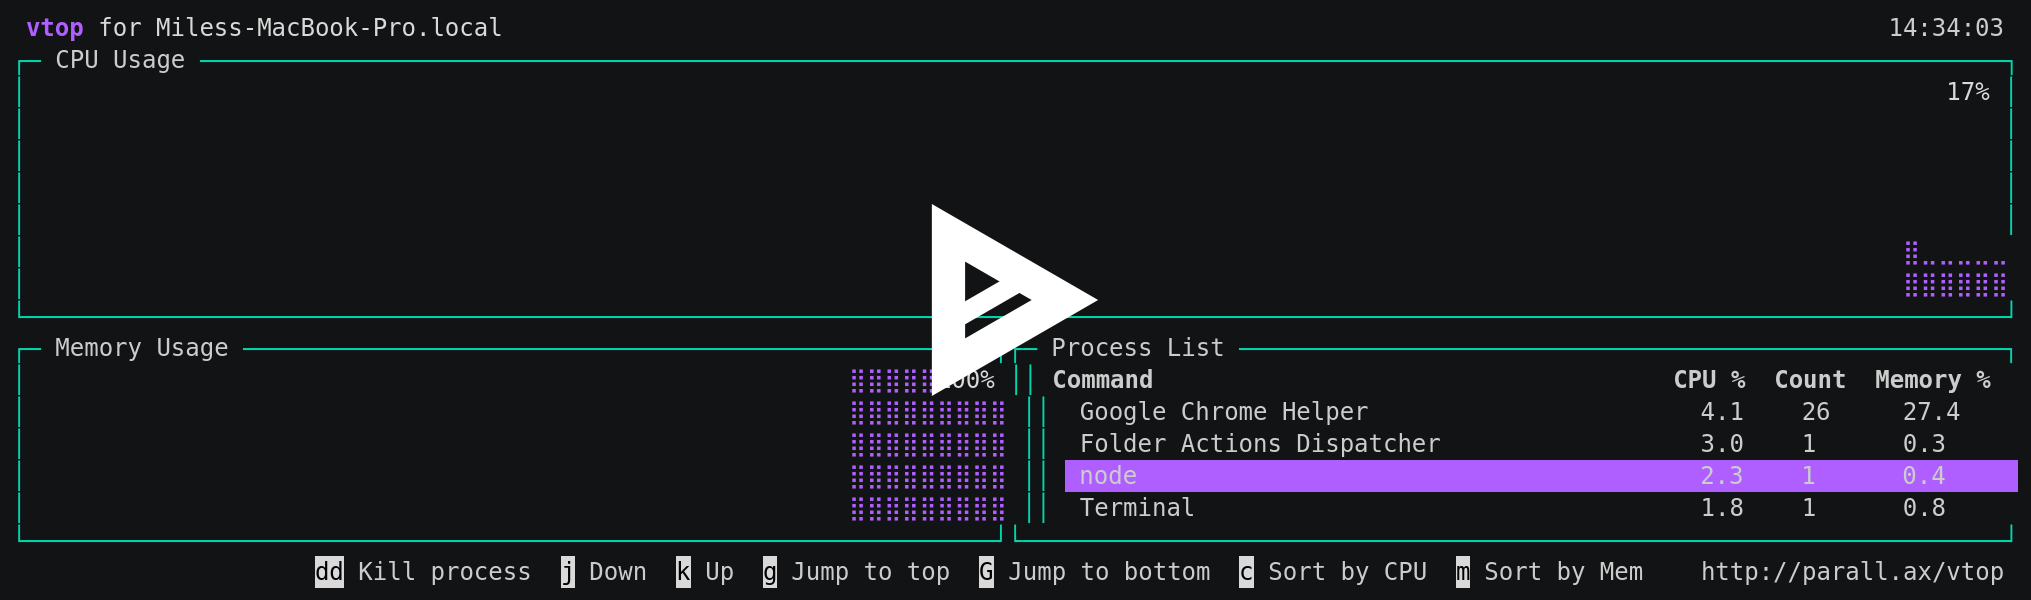 vtop for Miless-MacBook-Pro.local 14:34:03
CPU Usage
17%
Memory Usage
Process List
Command CPU % Count Memory %
Google Chrome Helper 4.1 26 27.4
Folder Actions Dispatcher 3.0 1 0.3
node 2.3 1 0.4
Terminal 1.8 1 0.8
dd Kill process j Down k Up g Jump to top G Jump to bottom c Sort by CPU m Sort by Mem http://parall.ax/vtop